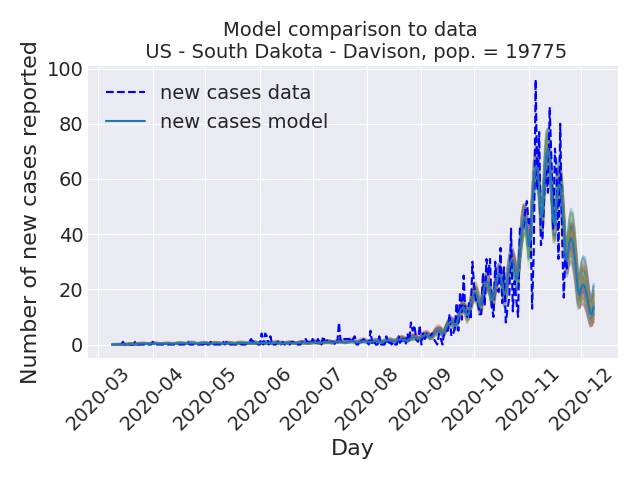 Model comparison to data
US - South Dakota - Davison, pop. = 19775
Number of new cases reported
100
80
60
40
20
0
new cases data
new cases model
2020-03
2020-04
2020-05
2020-06
2020-07
2020-08
2020-09
2020-10
2020-11
2020-12
Day